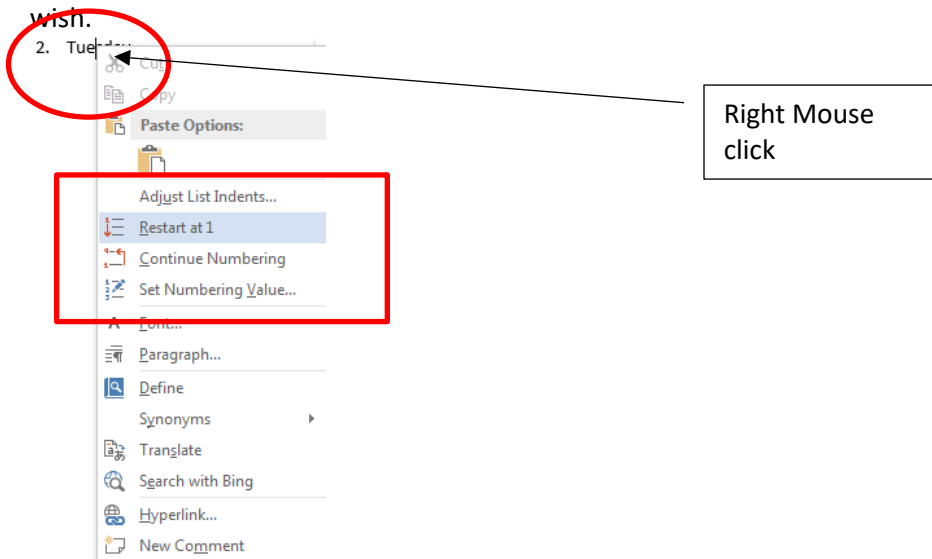 wish.
2. Tuesday
Cut
Copy
Paste Options:
Adjust List Indents...
Restart at 1
Continue Numbering
Set Numbering Value...
Font...
Paragraph...
Define
Synonyms
Translate
Search with Bing
Hyperlink...
New Comment
Right Mouse
click